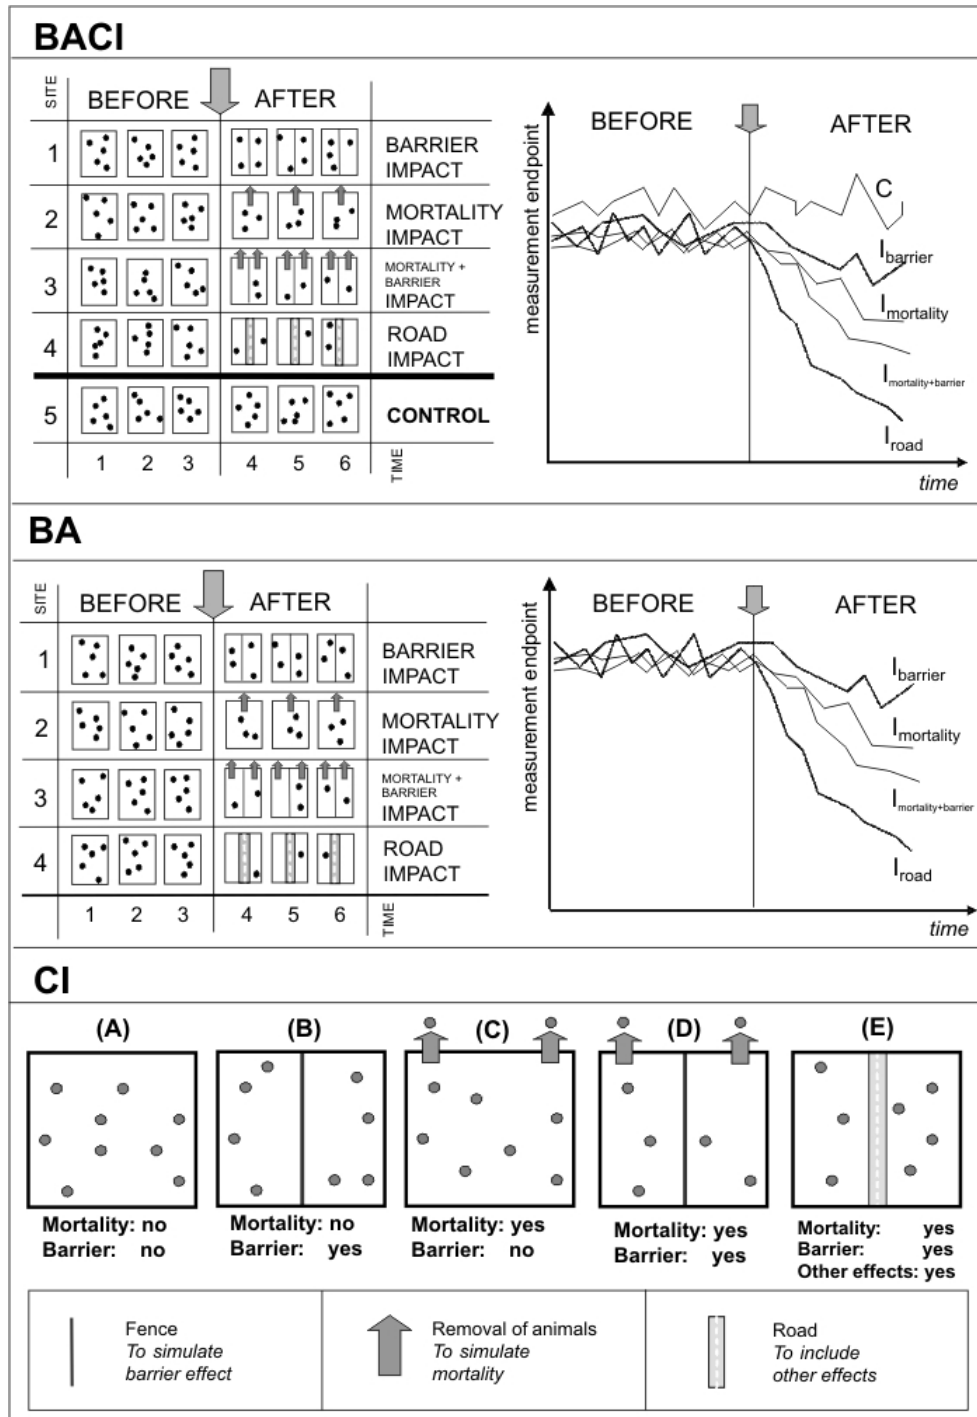 BACI
SITE
BEFORE
AFTER
1
BARRIER
IMPACT
2
MORTALITY
IMPACT
3
MORTALITY +
BARRIER
IMPACT
4
ROAD
IMPACT
5
CONTROL
1 2 3 4 5 6
TIME
measurement endpoint
BEFORE
AFTER
C
Ibarrier
Imortality
Imortality+barrier
Iroad
time
BA
SITE
BEFORE
AFTER
1
BARRIER
IMPACT
2
MORTALITY
IMPACT
3
MORTALITY +
BARRIER
IMPACT
4
ROAD
IMPACT
1 2 3 4 5 6
TIME
measurement endpoint
BEFORE
AFTER
Ibarrier
Imortality
Imortality+barrier
Iroad
time
CI
(A)
Mortality: no
Barrier: no
(B)
Mortality: no
Barrier: yes
(C)
Mortality: yes
Barrier: no
(D)
Mortality: yes
Barrier: yes
(E)
Mortality: yes
Barrier: yes
Other effects: yes
Fence
To simulate
barrier effect
Removal of animals
To simulate
mortality
Road
To include
other effects